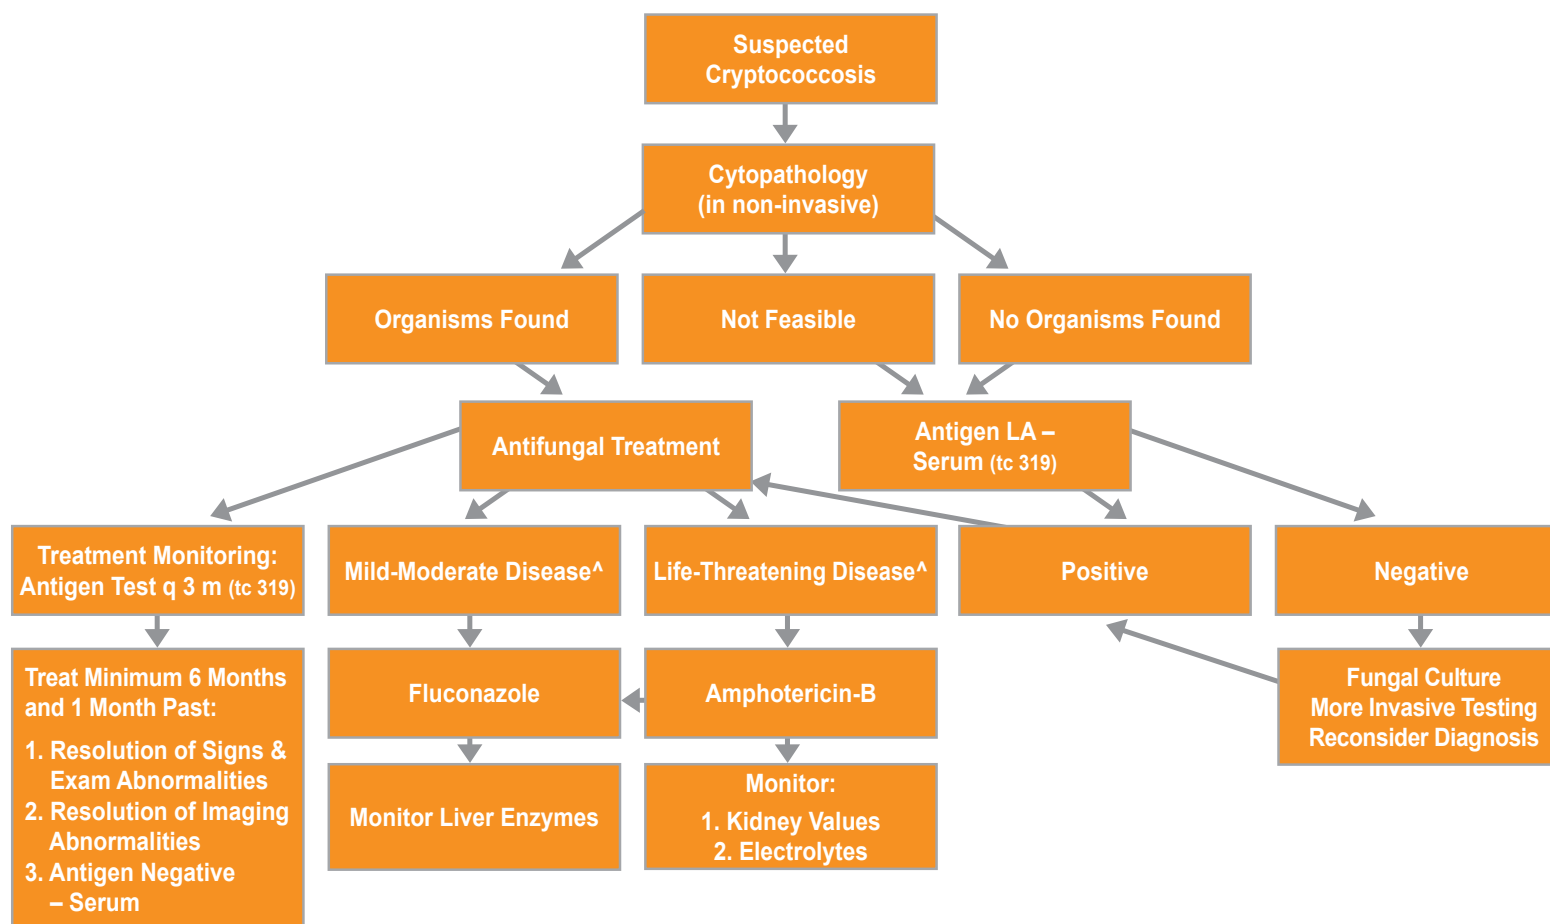 Suspected
Cryptococcosis
Cytopathology
(in non-invasive)
Organisms Found
Not Feasible
No Organisms Found
Antifungal Treatment
Antigen LA –
Serum (tc 319)
Treatment Monitoring:
Antigen Test q 3 m (tc 319)
Mild-Moderate Disease^
Life-Threatening Disease^
Positive
Negative
Treat Minimum 6 Months
and 1 Month Past:
1. Resolution of Signs &
Exam Abnormalities
2. Resolution of Imaging
Abnormalities
3. Antigen Negative
– Serum
Fluconazole
Amphotericin-B
Fungal Culture
More Invasive Testing
Reconsider Diagnosis
Monitor Liver Enzymes
Monitor:
1. Kidney Values
2. Electrolytes